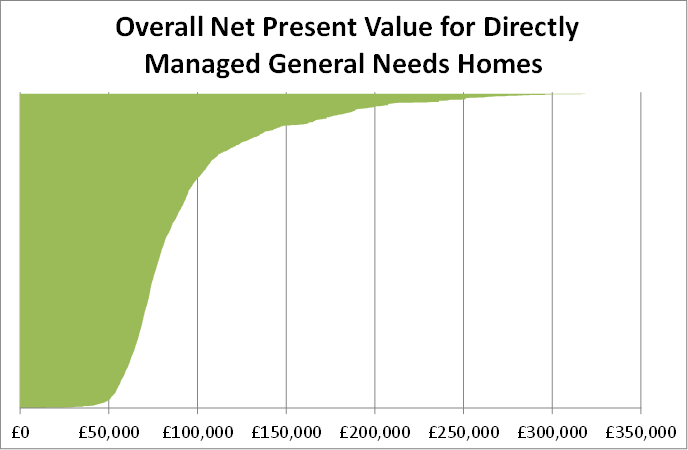 Overall Net Present Value for Directly
Managed General Needs Homes
£0 £50,000 £100,000 £150,000 £200,000 £250,000 £300,000 £350,000